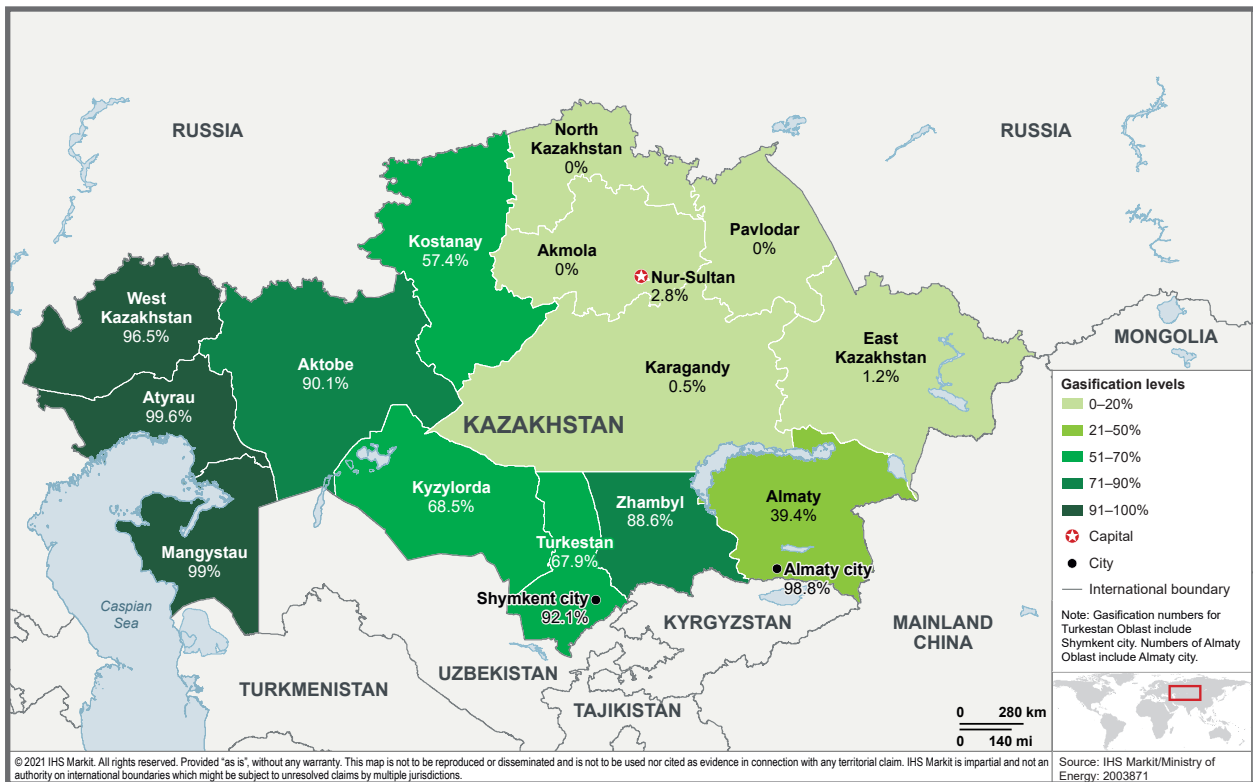 RUSSIA
RUSSIA
North
Kazakhstan
0%
Kostanay
57.4%
Akmola
0%
Pavlodar
0%
Nur-Sultan
2.8%
West
Kazakhstan
96.5%
Aktobe
90.1%
Karagandy
0.5%
East
Kazakhstan
1.2%
MONGOLIA
Atyrau
99.6%
KAZAKHSTAN
Kyzylorda
68.5%
Zhambyl
88.6%
Almaty
39.4%
Turkestan
67.9%
Mangystau
99%
Almaty city
98.8%
Shymkent city
92.1%
Caspian
Sea
KYRGYZSTAN
MAINLAND
CHINA
UZBEKISTAN
TURKMENISTAN
TAJIKISTAN
Gasification levels
0–20%
21–50%
51–70%
71–90%
91–100%
Capital
City
International boundary
Note: Gasification numbers for
Turkestan Oblast include
Shymkent city. Numbers of Almaty
Oblast include Almaty city.
0 280 km
0 140 mi
© 2021 IHS Markit. All rights reserved. Provided "as is", without any warranty. This map is not to be reproduced or disseminated and is not to be used nor cited as evidence in connection with any territorial claim. IHS Markit is impartial and not an
authority on international boundaries which might be subject to unresolved claims by multiple jurisdictions.
Source: IHS Markit/Ministry of
Energy: 2003871